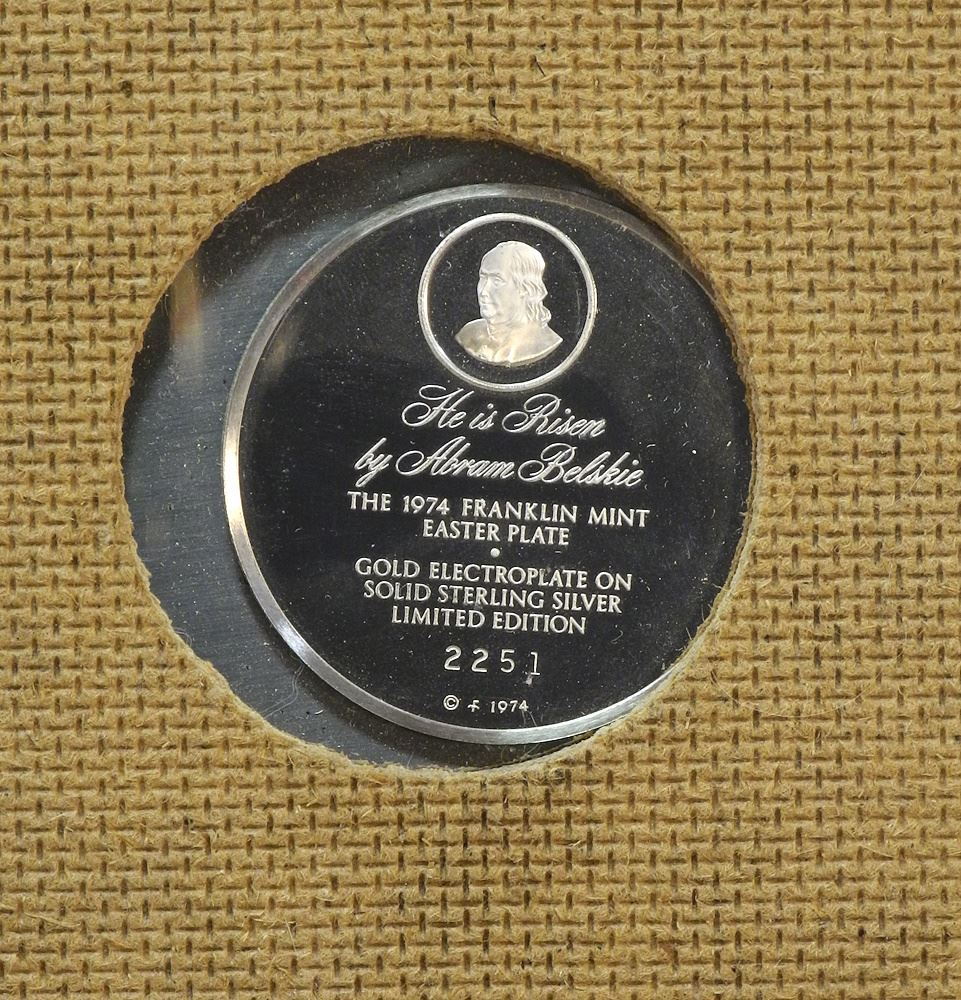 He is Risen
by Abram Belskie
THE 1974 FRANKLIN MINT
EASTER PLATE
•
GOLD ELECTROPLATE ON
SOLID STERLING SILVER
LIMITED EDITION
2251
© f 1974